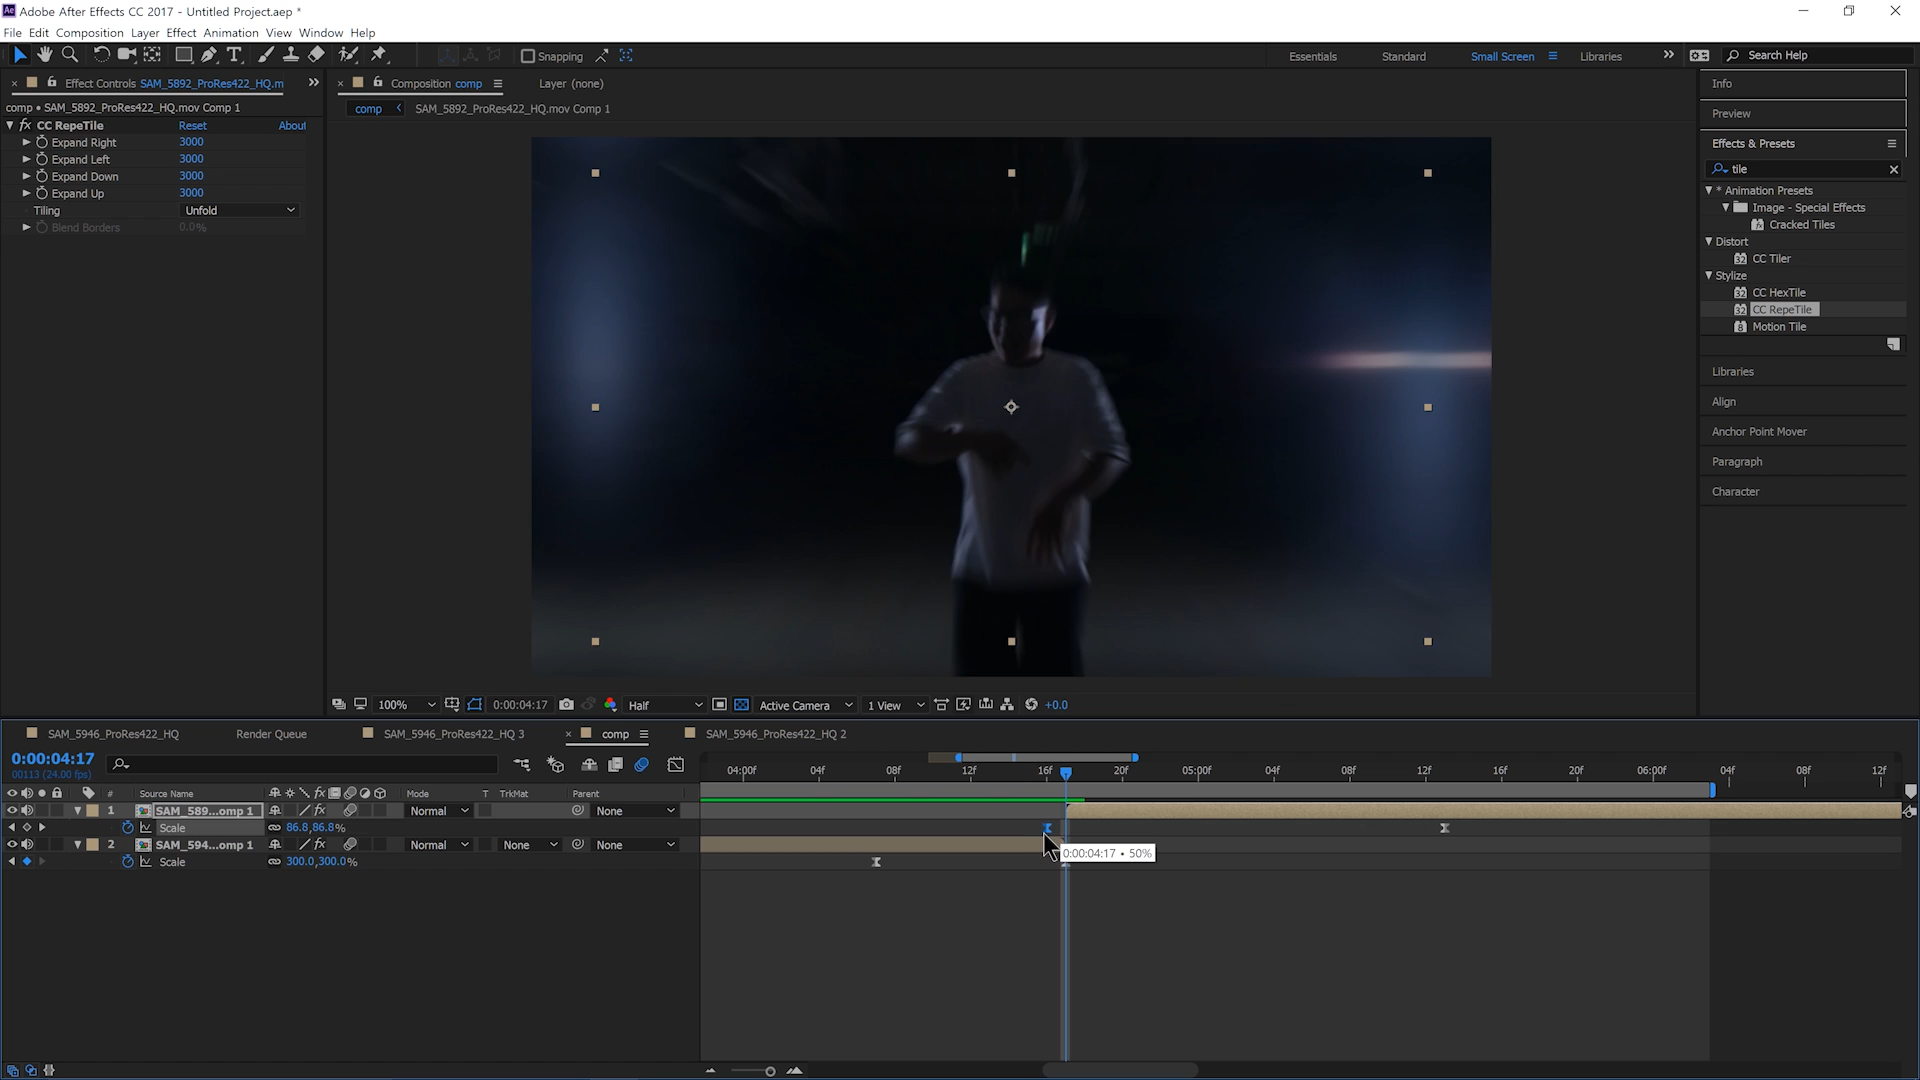 Adobe After Effects CC 2017 - Untitled Project.aep *
File Edit Composition Layer Effect Animation View Window Help
Snapping
Essentials Standard Small Screen Libraries Search Help
Effect Controls SAM_5892_ProRes422_HQ.m
Composition comp
Layer (none)
comp • SAM_5892_ProRes422_HQ.mov Comp 1
comp SAM_5892_ProRes422_HQ.mov Comp 1
fx CC RepeTile Reset About
Expand Right 3000
Expand Left 3000
Expand Down 3000
Expand Up 3000
Tiling Unfold
Blend Borders 0.0%
Info
Preview
Effects & Presets
tile
* Animation Presets
Image - Special Effects
Cracked Tiles
Distort
32 CC Tiler
Stylize
32 CC HexTile
32 CC RepeTile
8 Motion Tile
Libraries
Align
Anchor Point Mover
Paragraph
Character
100% 0:00:04:17 Half Active Camera 1 View +0.0
SAM_5946_ProRes422_HQ Render Queue SAM_5946_ProRes422_HQ 3 comp SAM_5946_ProRes422_HQ 2
0:00:04:17
00113 (24.00 fps)
04:00f 04f 08f 12f 16f 20f 05:00f 04f 08f 12f 16f 20f 06:00f 04f 08f 12f
# Source Name fx Mode T TrkMat Parent
1 SAM_589...omp 1 fx Normal None
Scale 86.8,86.8%
2 SAM_594...omp 1 fx Normal None None
Scale 300.0,300.0%
0:00:04:17 • 50%